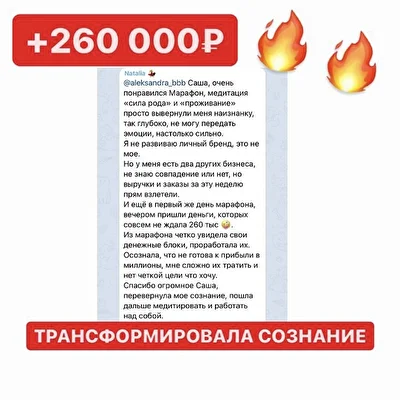 +260 000₽
Natalia
@aleksandra_bbb Саша, очень
понравился Марафон, медитация
«сила рода» и «проживание»
просто вывернули меня наизнанку,
так глубоко, не могу передать
эмоции, настолько сильно.
Я не развиваю личный бренд, это не
мое.
Но у меня есть два других бизнеса,
не знаю совпадение или нет, но
выручки и заказы за эту неделю
прям взлетели.
И ещё в первый же день марафона,
вечером пришли деньги, которых
совсем не ждала 260 тыс 🤪.
Из марафона четко увидела свои
денежные блоки, проработала их.
Осознала, что не готова к прибыли в
миллионы, мне сложно их тратить и
нет четкой цели что хочу.
Спасибо огромное Саша,
перевернула мое сознание, пошла
дальше медитировать и работать
над собой.
ТРАНСФОРМИРОВАЛА СОЗНАНИЕ